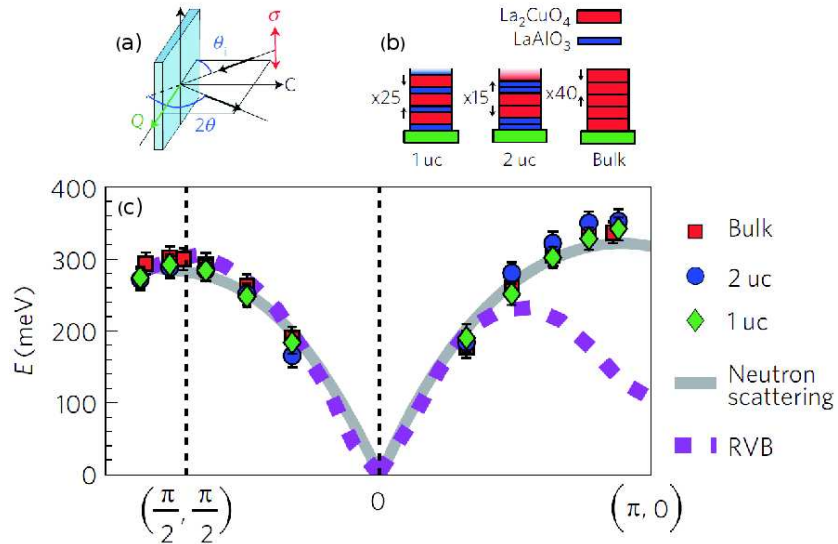 (a)
θi
σ
C
Q
2θ
(b)
La2CuO4
LaAlO3
x25
x15
x40
1 uc
2 uc
Bulk
(c)
400
300
200
100
0
E (meV)
(π/2, π/2)
0
(π, 0)
Bulk
2 uc
1 uc
Neutron
scattering
RVB